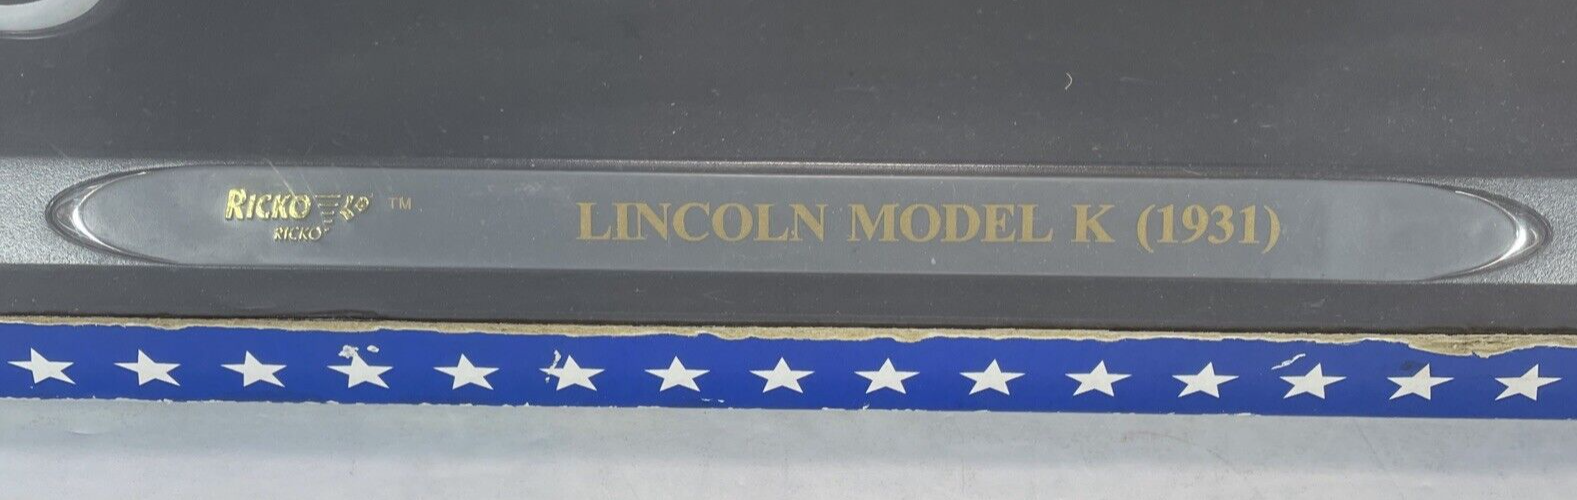 RICKO ™
RICKO
LINCOLN MODEL K (1931)